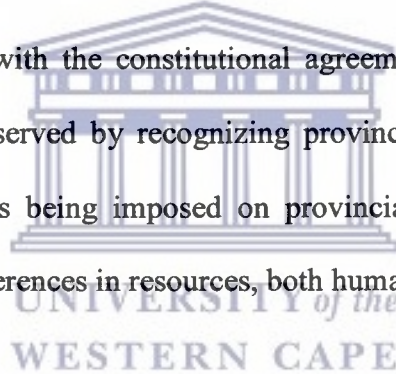 with the constitutional agreem
served by recognizing provinc
s being imposed on provincia
erences in resources, both huma
UNIVERSITY of the
WESTERN CAPE